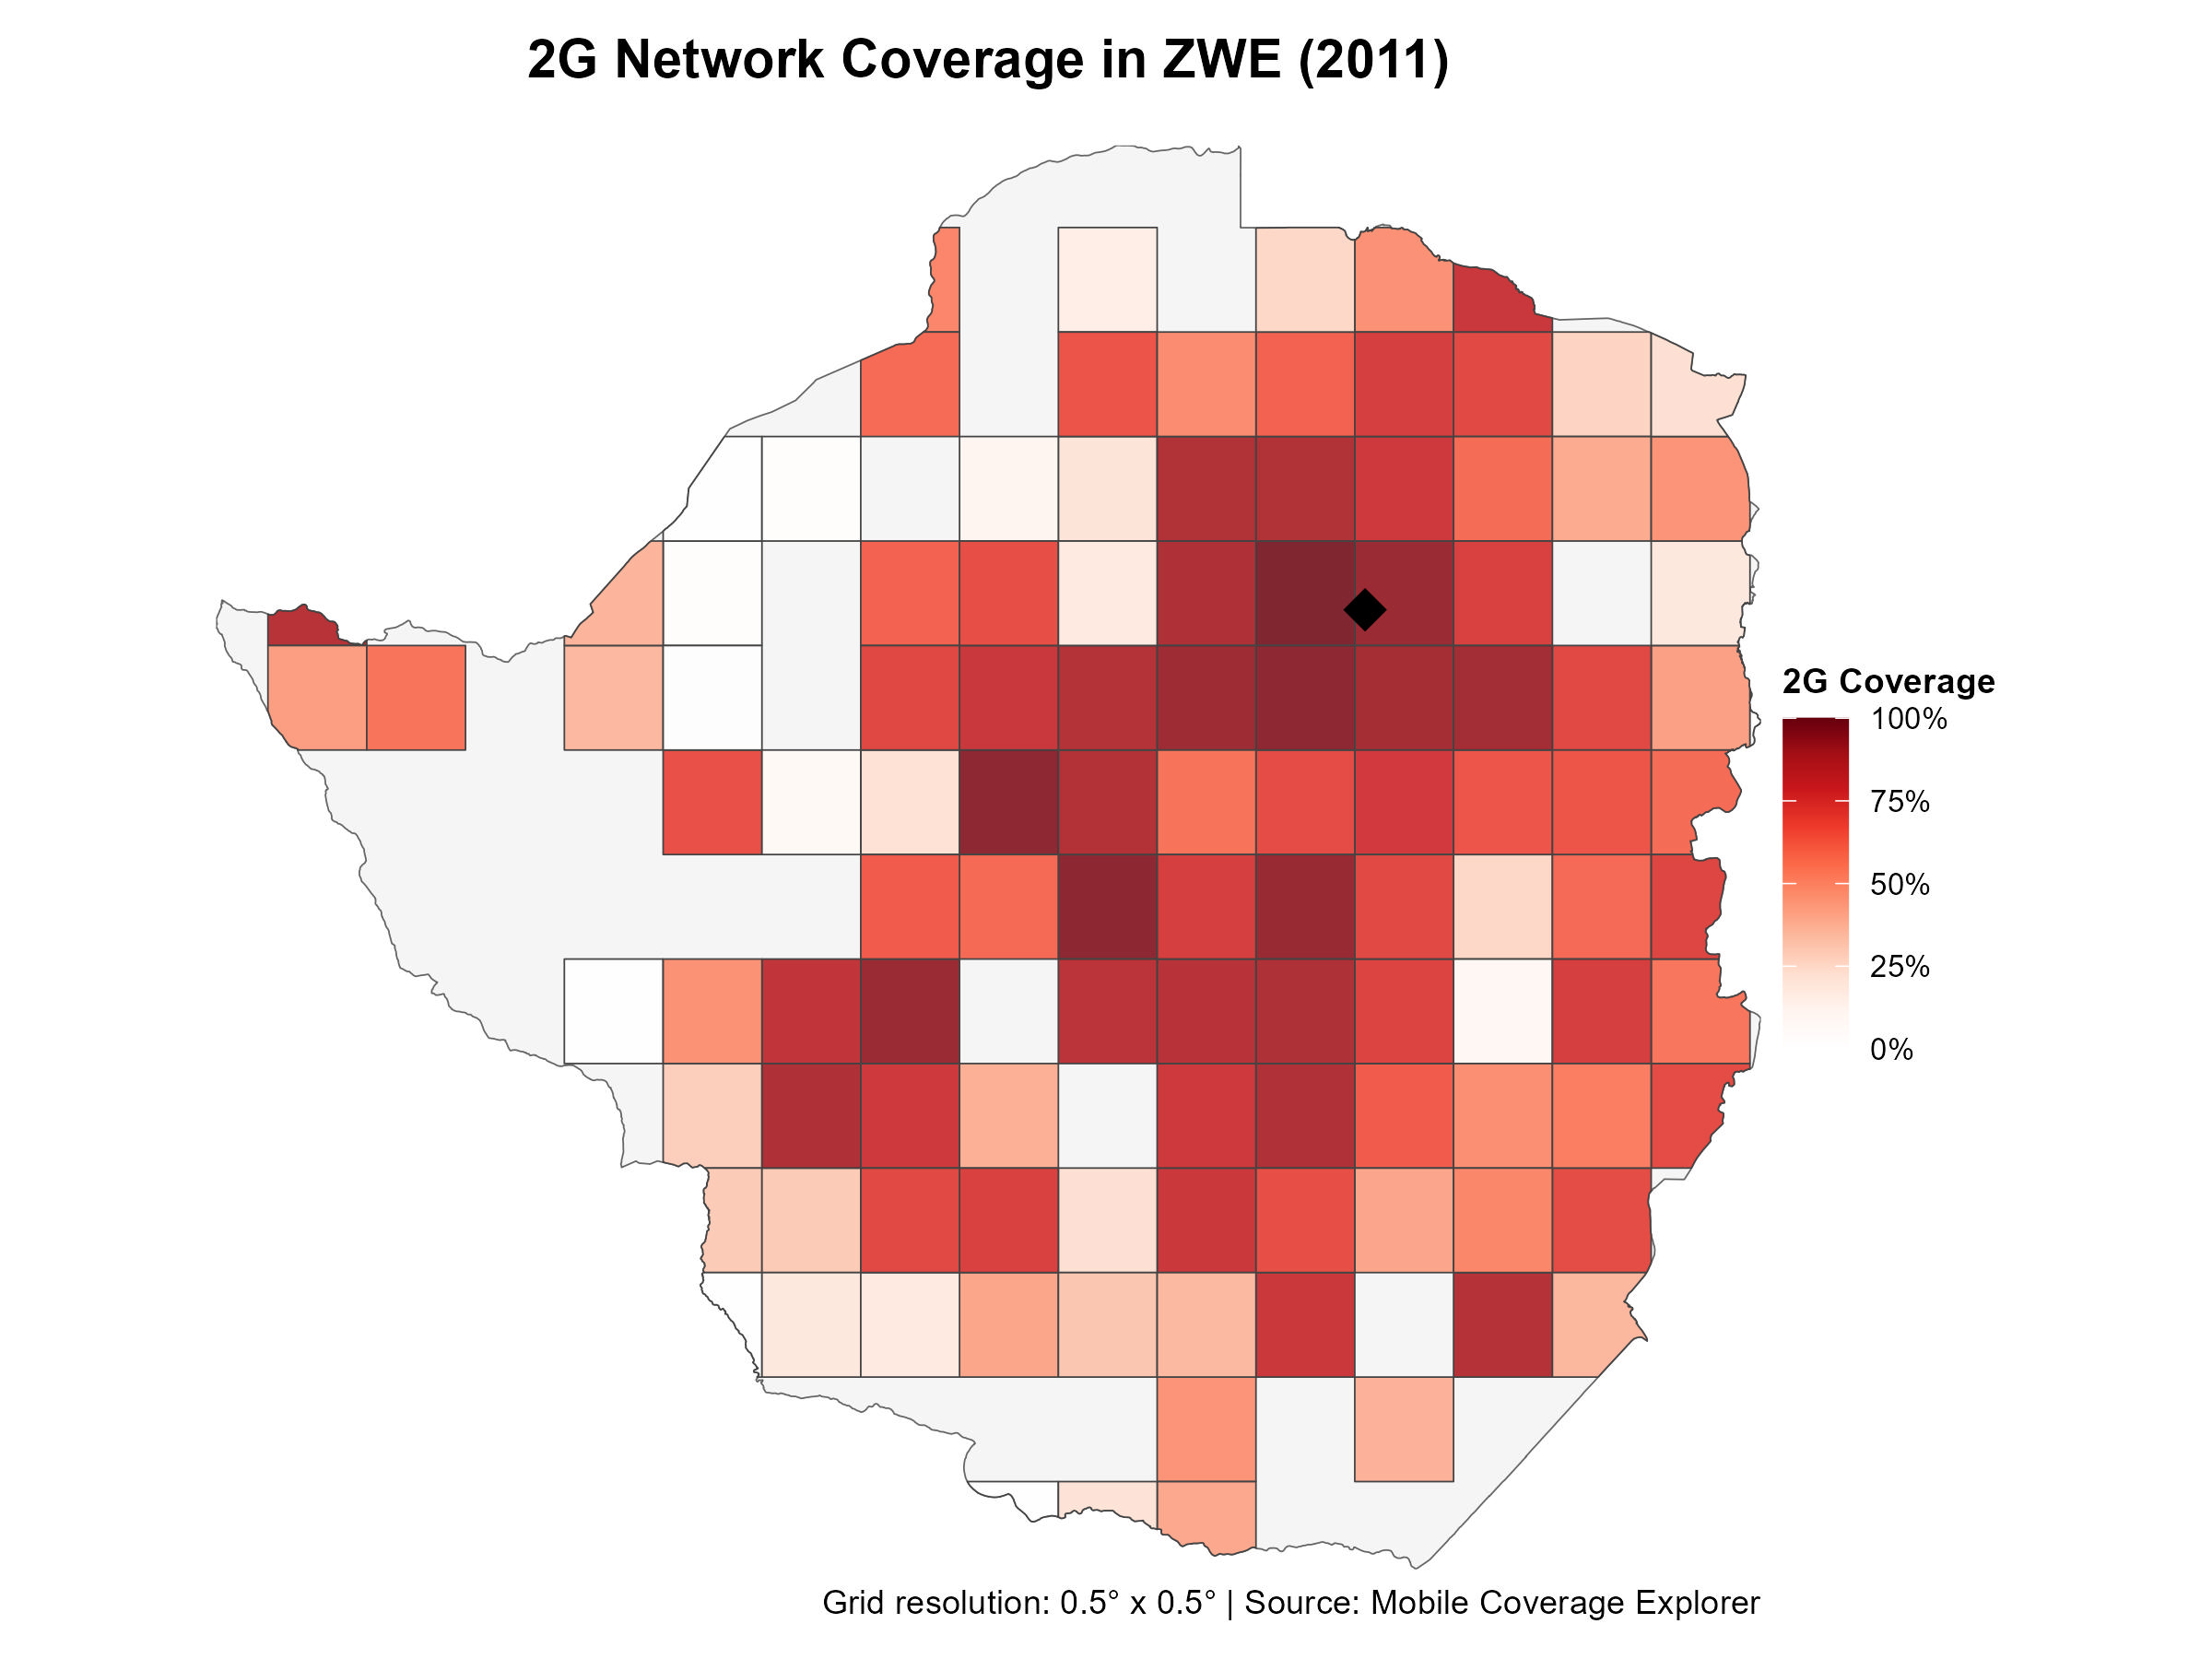 2G Network Coverage in ZWE (2011)
2G Coverage
100%
75%
50%
25%
0%
Grid resolution: 0.5° x 0.5° | Source: Mobile Coverage Explorer